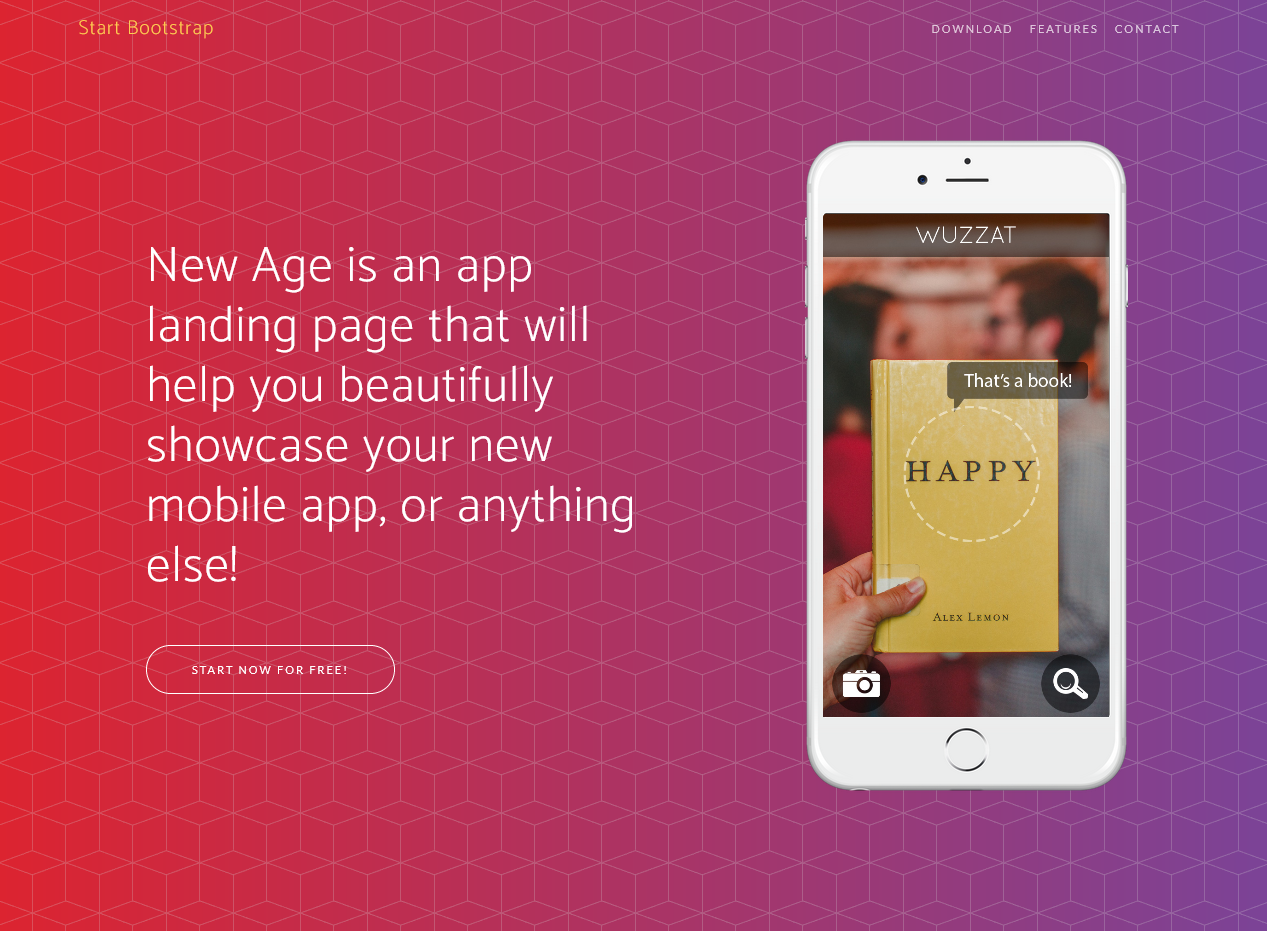 Start Bootstrap
DOWNLOAD FEATURES CONTACT
New Age is an app
landing page that will
help you beautifully
showcase your new
mobile app, or anything
else!
START NOW FOR FREE!
WUZZAT
That's a book!
HAPPY
ALEX LEMON